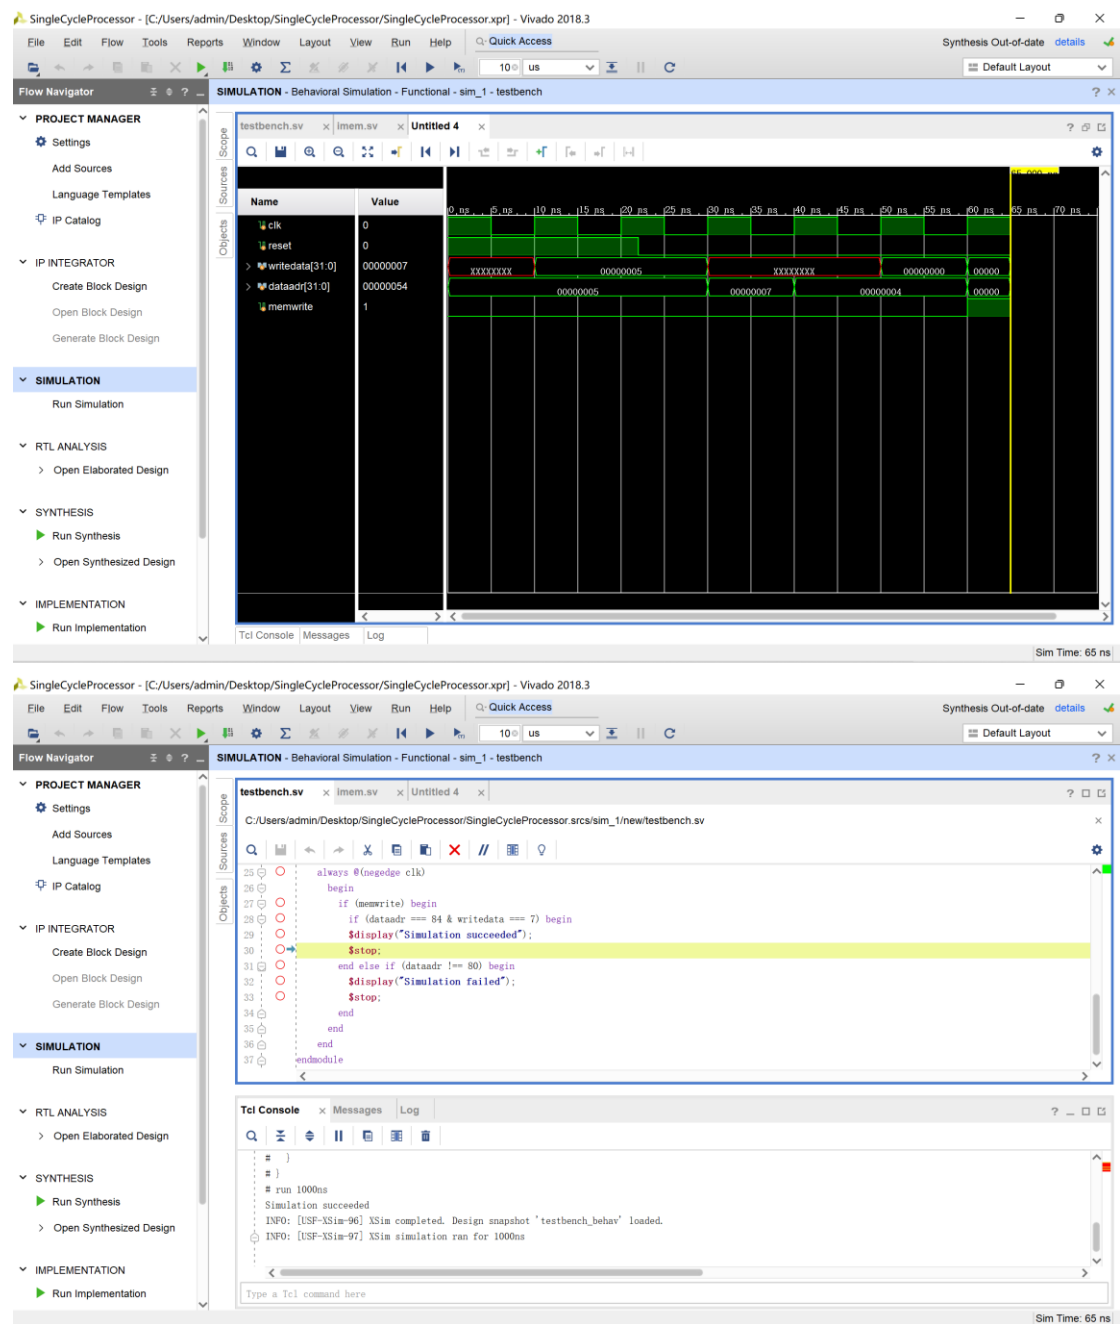 SingleCycleProcessor - [C:/Users/admin/Desktop/SingleCycleProcessor/SingleCycleProcessor.xpr] - Vivado 2018.3
File Edit Flow Tools Reports Window Layout View Run Help Quick Access Synthesis Out-of-date details
10 us Default Layout
Flow Navigator ? SIMULATION - Behavioral Simulation - Functional - sim_1 - testbench ?
PROJECT MANAGER
Settings
Add Sources
Language Templates
IP Catalog
IP INTEGRATOR
Create Block Design
Open Block Design
Generate Block Design
SIMULATION
Run Simulation
RTL ANALYSIS
Open Elaborated Design
SYNTHESIS
Run Synthesis
Open Synthesized Design
IMPLEMENTATION
Run Implementation
Scope
Sources
Objects
testbench.sv imem.sv Untitled 4 ?
65.000 ns
Name Value
0 ns 5 ns 10 ns 15 ns 20 ns 25 ns 30 ns 35 ns 40 ns 45 ns 50 ns 55 ns 60 ns 65 ns 70 ns
clk 0
reset 0
writedata[31:0] 00000007 XXXXXXXX 00000005 XXXXXXXX 00000000 00000
dataadr[31:0] 00000054 00000005 00000007 00000004 00000
memwrite 1
Tcl Console Messages Log
Sim Time: 65 ns
SingleCycleProcessor - [C:/Users/admin/Desktop/SingleCycleProcessor/SingleCycleProcessor.xpr] - Vivado 2018.3
File Edit Flow Tools Reports Window Layout View Run Help Quick Access Synthesis Out-of-date details
10 us Default Layout
Flow Navigator ? SIMULATION - Behavioral Simulation - Functional - sim_1 - testbench ?
PROJECT MANAGER
Settings
Add Sources
Language Templates
IP Catalog
IP INTEGRATOR
Create Block Design
Open Block Design
Generate Block Design
SIMULATION
Run Simulation
RTL ANALYSIS
Open Elaborated Design
SYNTHESIS
Run Synthesis
Open Synthesized Design
IMPLEMENTATION
Run Implementation
Scope
Sources
Objects
testbench.sv imem.sv Untitled 4 ?
C:/Users/admin/Desktop/SingleCycleProcessor/SingleCycleProcessor.srcs/sim_1/new/testbench.sv
25 always @(negedge clk)
26 begin
27 if (memwrite) begin
28 if (dataadr === 84 & writedata === 7) begin
29 $display("Simulation succeeded");
30 $stop;
31 end else if (dataadr !== 80) begin
32 $display("Simulation failed");
33 $stop;
34 end
35 end
36 end
37 endmodule
Tcl Console Messages Log ?
# }
# }
# run 1000ns
Simulation succeeded
INFO: [USF-XSim-96] XSim completed. Design snapshot 'testbench_behav' loaded.
INFO: [USF-XSim-97] XSim simulation ran for 1000ns
Type a Tcl command here
Sim Time: 65 ns